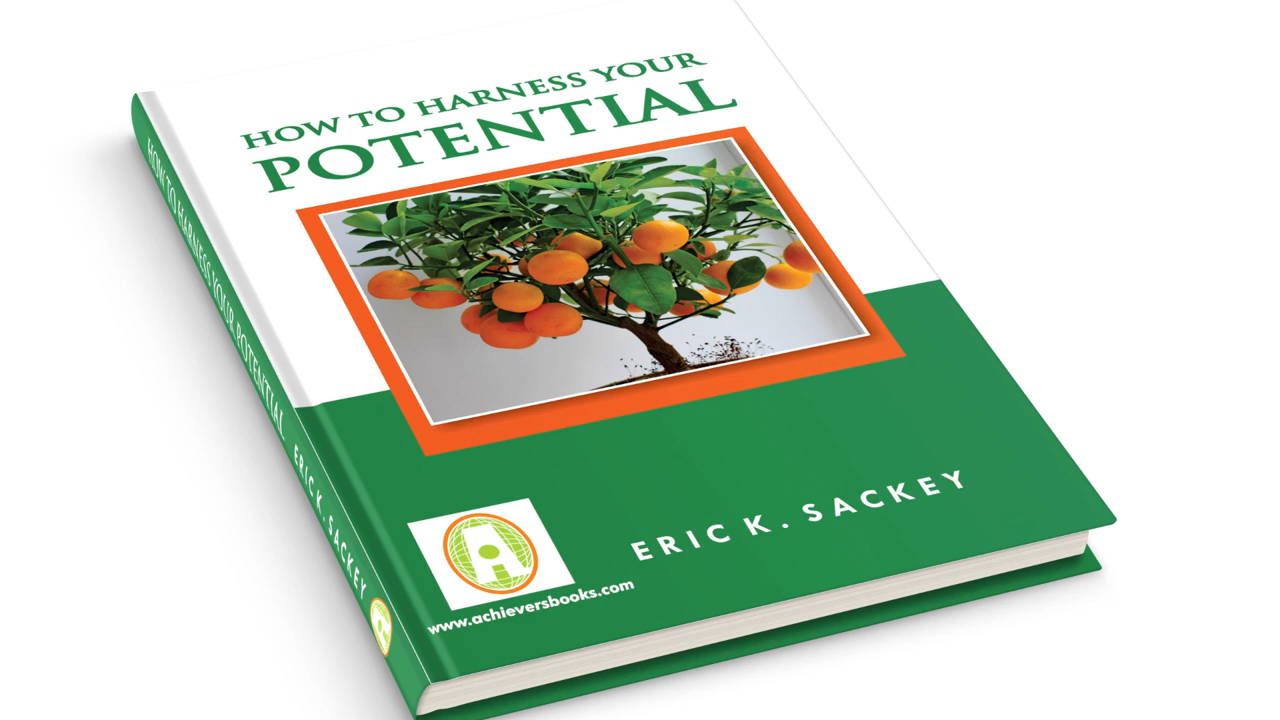 HOW TO HARNESS YOUR
POTENTIAL
ERIC K. SACKEY
A
www.achieversbooks.com
HOW TO HARNESS YOUR POTENTIAL ERIC K. SACKEY